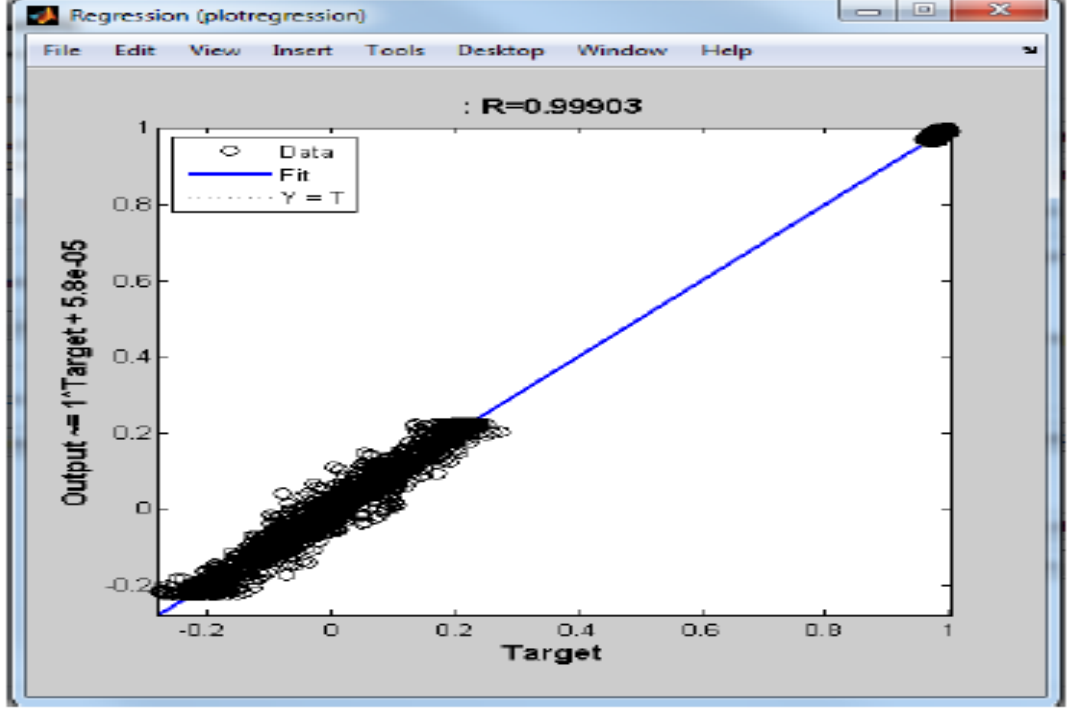 Regression (plotregression)
File Edit View Insert Tools Desktop Window Help
: R=0.99903
Data
Fit
Y = T
1
0.8
0.6
0.4
0.2
0
-0.2
Output ~= 1*Target + 5.8e-05
-0.2 0 0.2 0.4 0.6 0.8 1
Target